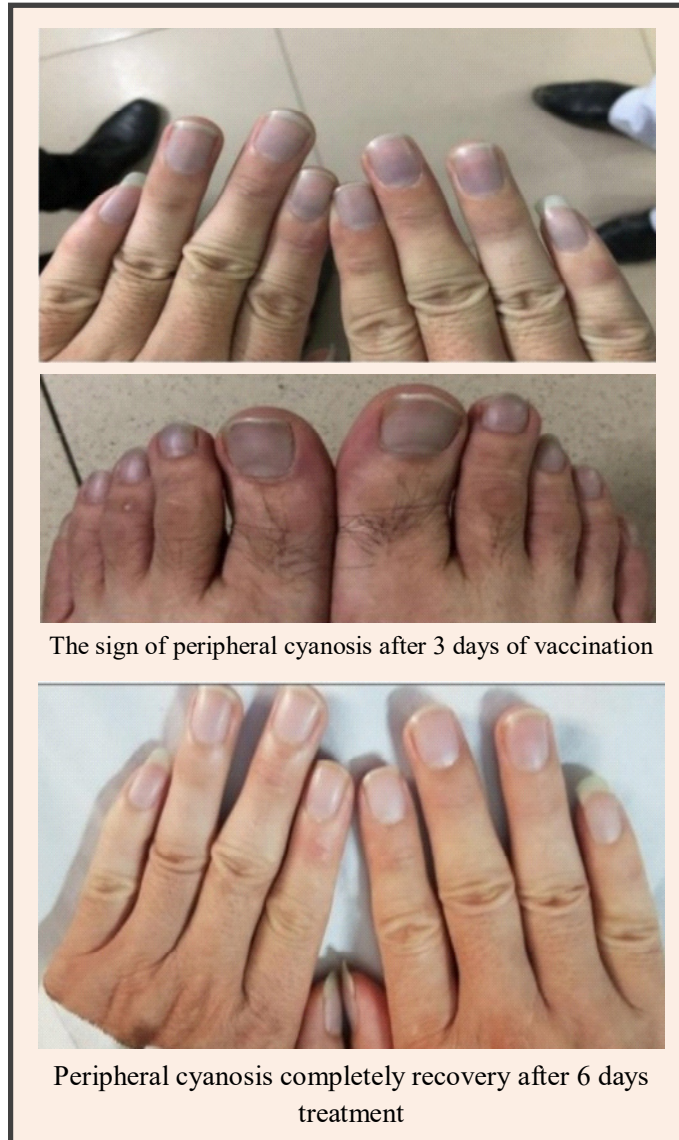 The sign of peripheral cyanosis after 3 days of vaccination
Peripheral cyanosis completely recovery after 6 days
treatment